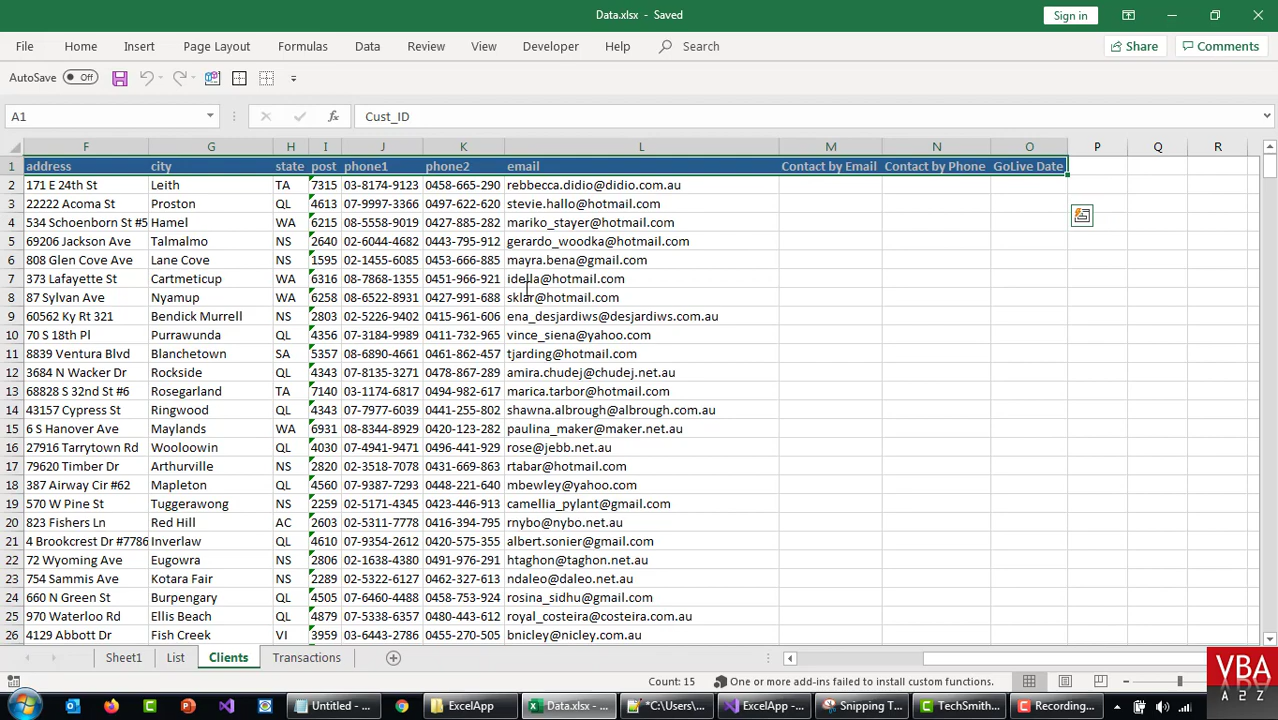 Data.xlsx - Saved
Sign in
File Home Insert Page Layout Formulas Data Review View Developer Help Search Share Comments
AutoSave Off
A1 fx Cust_ID
F G H I J K L M N O P Q R
1 address city state post phone1 phone2 email Contact by Email Contact by Phone GoLive Date
2 171 E 24th St Leith TA 7315 03-8174-9123 0458-665-290 rebbecca.didio@didio.com.au
3 22222 Acoma St Proston QL 4613 07-9997-3366 0497-622-620 stevie.hallo@hotmail.com
4 534 Schoenborn St #5 Hamel WA 6215 08-5558-9019 0427-885-282 mariko_stayer@hotmail.com
5 69206 Jackson Ave Talmalmo NS 2640 02-6044-4682 0443-795-912 gerardo_woodka@hotmail.com
6 808 Glen Cove Ave Lane Cove NS 1595 02-1455-6085 0453-666-885 mayra.bena@gmail.com
7 373 Lafayette St Cartmeticup WA 6316 08-7868-1355 0451-966-921 idella@hotmail.com
8 87 Sylvan Ave Nyamup WA 6258 08-6522-8931 0427-991-688 sklar@hotmail.com
9 60562 Ky Rt 321 Bendick Murrell NS 2803 02-5226-9402 0415-961-606 ena_desjardiws@desjardiws.com.au
10 70 S 18th Pl Purrawunda QL 4356 07-3184-9989 0411-732-965 vince_siena@yahoo.com
11 8839 Ventura Blvd Blanchetown SA 5357 08-6890-4661 0461-862-457 tjarding@hotmail.com
12 3684 N Wacker Dr Rockside QL 4343 07-8135-3271 0478-867-289 amira.chudej@chudej.net.au
13 68828 S 32nd St #6 Rosegarland TA 7140 03-1174-6817 0494-982-617 marica.tarbor@hotmail.com
14 43157 Cypress St Ringwood QL 4343 07-7977-6039 0441-255-802 shawna.albrough@albrough.com.au
15 6 S Hanover Ave Maylands WA 6931 08-8344-8929 0420-123-282 paulina_maker@maker.net.au
16 27916 Tarrytown Rd Wooloowin QL 4030 07-4941-9471 0496-441-929 rose@jebb.net.au
17 79620 Timber Dr Arthurville NS 2820 02-3518-7078 0431-669-863 rtabar@hotmail.com
18 387 Airway Cir #62 Mapleton QL 4560 07-9387-7293 0448-221-640 mbewley@yahoo.com
19 570 W Pine St Tuggerawong NS 2259 02-5171-4345 0423-446-913 camellia_pylant@gmail.com
20 823 Fishers Ln Red Hill AC 2603 02-5311-7778 0416-394-795 rnybo@nybo.net.au
21 4 Brookcrest Dr #7786 Inverlaw QL 4610 07-9354-2612 0420-575-355 albert.sonier@gmail.com
22 72 Wyoming Ave Eugowra NS 2806 02-1638-4380 0491-976-291 htaghon@taghon.net.au
23 754 Sammis Ave Kotara Fair NS 2289 02-5322-6127 0462-327-613 ndaleo@daleo.net.au
24 660 N Green St Burpengary QL 4505 07-6460-4488 0458-753-924 rosina_sidhu@gmail.com
25 970 Waterloo Rd Ellis Beach QL 4879 07-5338-6357 0480-443-612 royal_costeira@costeira.com.au
26 4129 Abbott Dr Fish Creek VI 3959 03-6443-2786 0455-270-505 bnicley@nicley.com.au
Sheet1 List Clients Transactions
Count: 15 One or more add-ins failed to install custom functions.
VBA
A2Z
Untitled - ... ExcelApp Data.xlsx - ... *C:\Users\... ExcelApp - ... Snipping T... TechSmith... Recording...